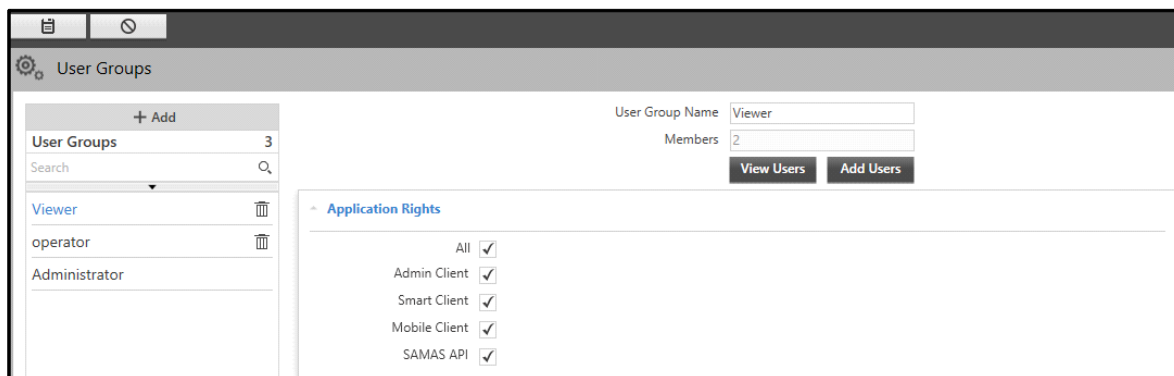 User Groups
+ Add
User Groups 3
Search
Viewer
operator
Administrator
User Group Name Viewer
Members 2
View Users Add Users
Application Rights
All
Admin Client
Smart Client
Mobile Client
SAMAS API